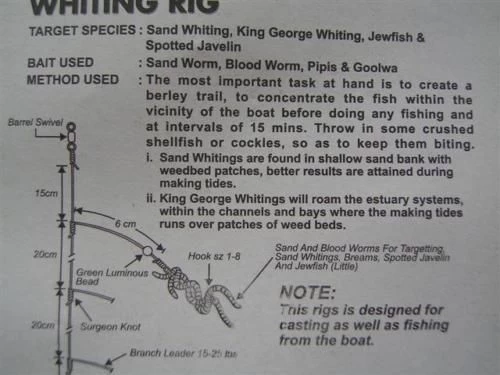 WHITING RIG
TARGET SPECIES : Sand Whiting, King George Whiting, Jewfish &
Spotted Javelin
BAIT USED : Sand Worm, Blood Worm, Pipis & Goolwa
METHOD USED : The most important task at hand is to create a
berley trail, to concentrate the fish within the
vicinity of the boat before doing any fishing and
at intervals of 15 mins. Throw in some crushed
shellfish or cockles, so as to keep them biting.
i. Sand Whitings are found in shallow sand bank with
weedbed patches, better results are attained during
making tides.
ii. King George Whitings will roam the estuary systems,
within the channels and bays where the making tides
runs over patches of weed beds.
Barrel Swivel
15cm
6 cm
20cm
Hook sz 1-8
Sand And Blood Worms For Targetting,
Sand Whitings, Breams, Spotted Javelin
And Jewfish (Little)
Green Luminous
Bead
20cm
Surgeon Knot
Branch Leader 15-25 lbs
NOTE:
This rigs is designed for
casting as well as fishing
from the boat.